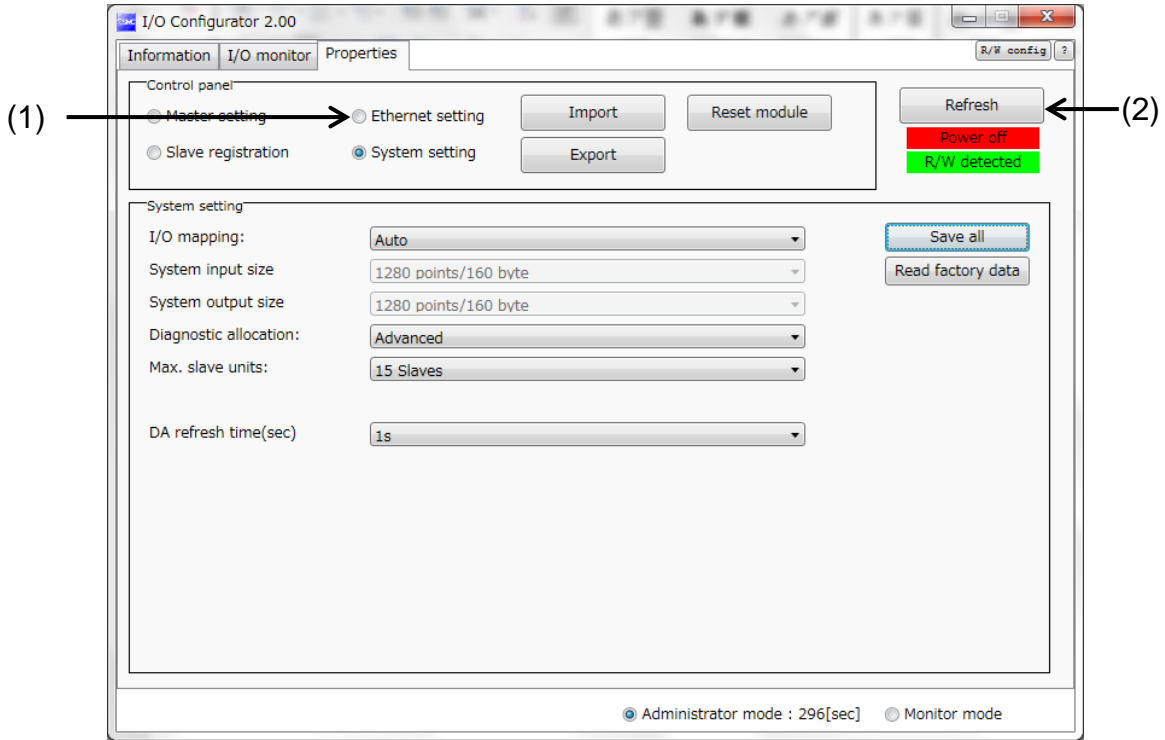 I/O Configurator 2.00
Information I/O monitor Properties R/W config ?
Control panel
(1) Master setting Ethernet setting Import Reset module Refresh (2)
Power off
Slave registration System setting Export R/W detected
System setting
I/O mapping: Auto Save all
System input size 1280 points/160 byte Read factory data
System output size 1280 points/160 byte
Diagnostic allocation: Advanced
Max. slave units: 15 Slaves
DA refresh time(sec) 1s
Administrator mode : 296[sec] Monitor mode